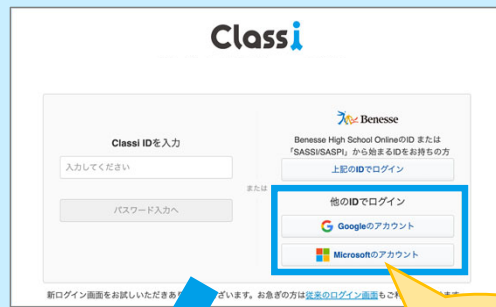 Classi
Classi IDを入力
入力してください
パスワード入力へ
または
Benesse
Benesse High School OnlineのID または
「SASSI/SASPI」から始まるIDをお持ちの方
上記のIDでログイン
他のIDでログイン
Googleのアカウント
Microsoftのアカウント
新ログイン画面をお試しいただきあ ございます。お急ぎの方は従来のログイン画面もご